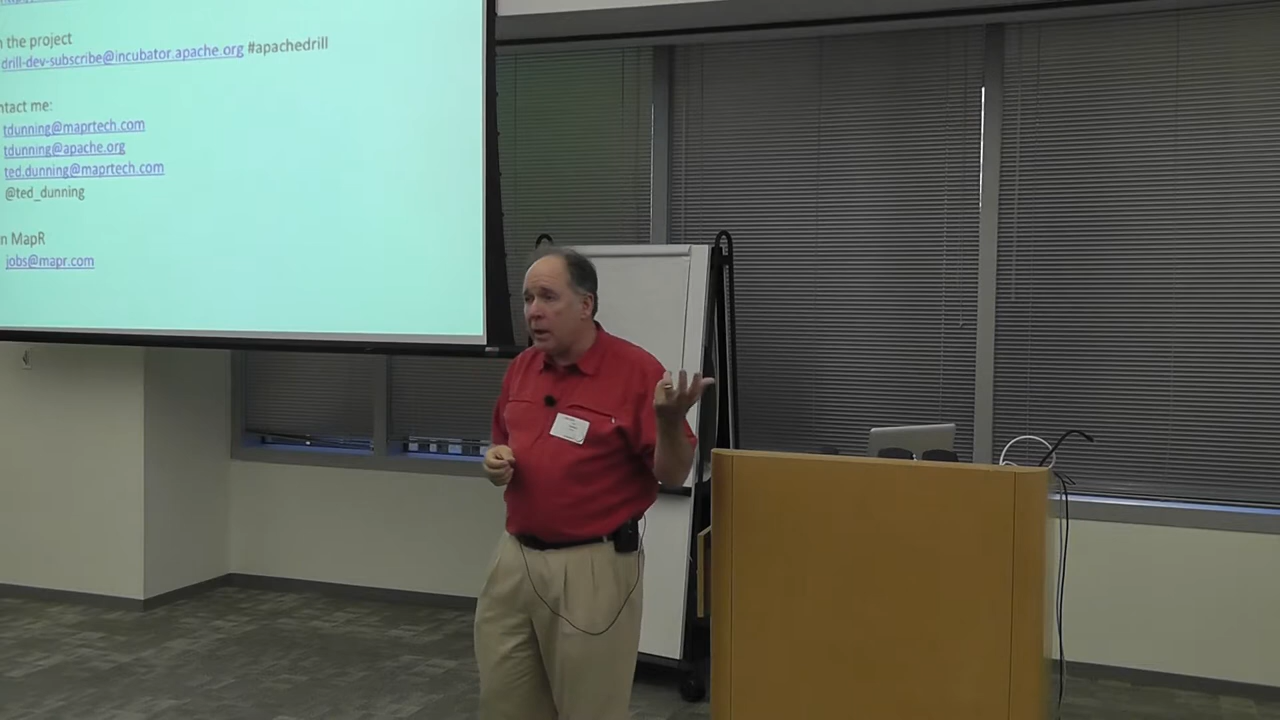 the project
drill-dev-subscribe@incubator.apache.org #apachedrill
ntact me:
tdunning@maprtech.com
tdunning@apache.org
ted.dunning@maprtech.com
@ted_dunning
n MapR
jobs@mapr.com